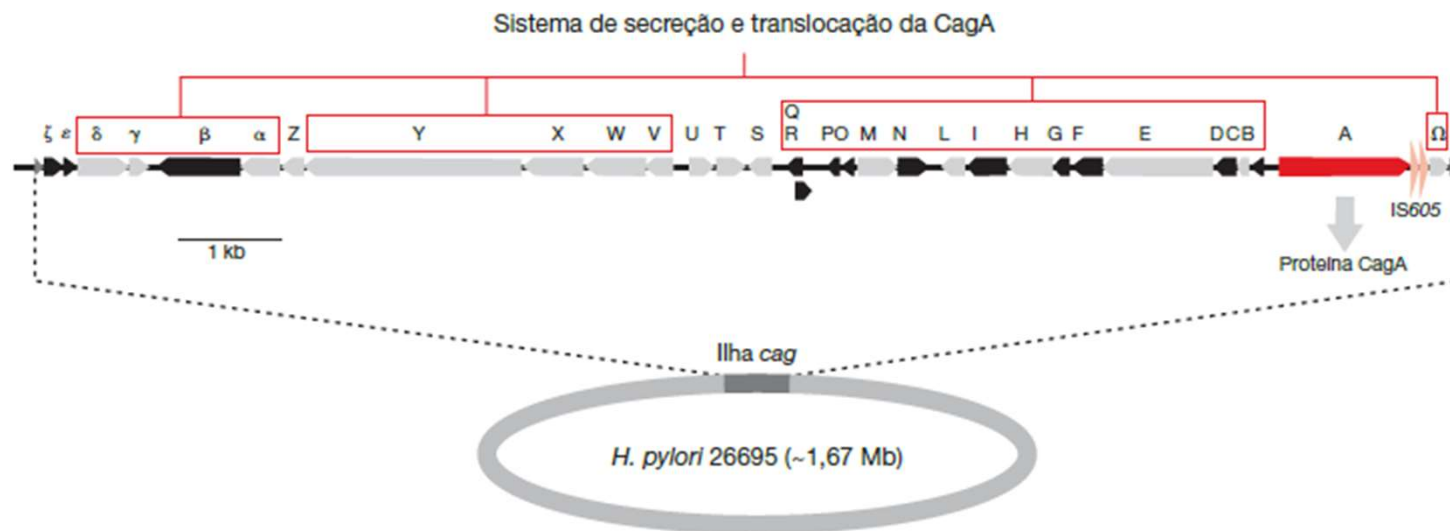 Sistema de secreção e translocação da CagA
Q
ζ ε δ γ β α Z Y X W V U T S R PO M N L I H G F E D C B A Ω
IS605
1 kb
Proteína CagA
Ilha cag
H. pylori 26695 (~1,67 Mb)